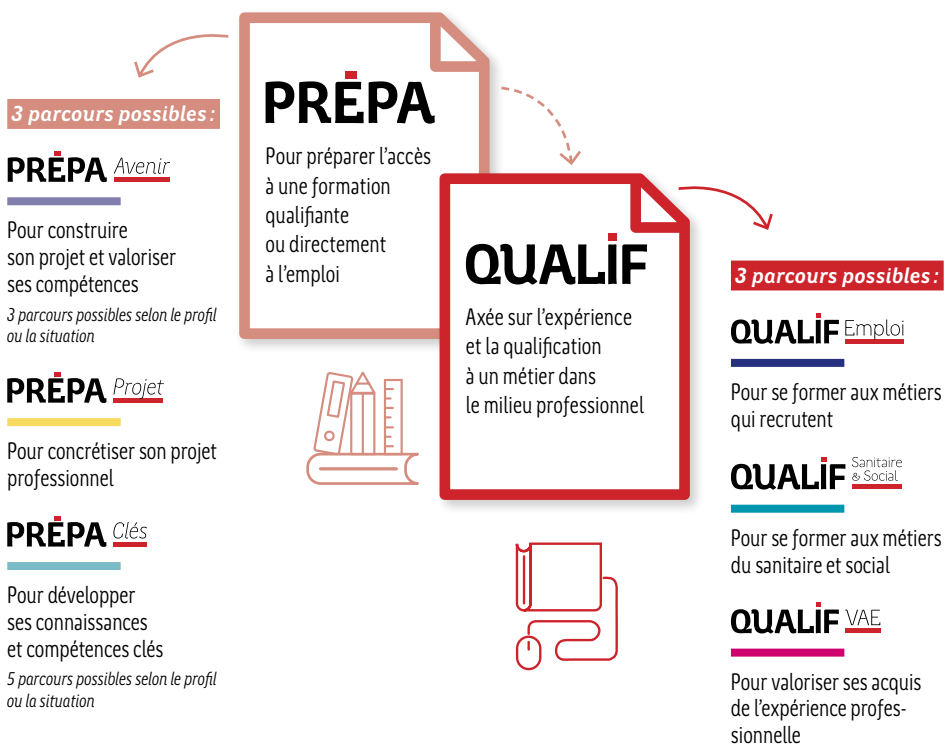 PRÉPA
Pour préparer l’accès
à une formation
qualifiante
ou directement
à l’emploi
3 parcours possibles :
PRÉPA Avenir
Pour construire
son projet et valoriser
ses compétences
3 parcours possibles selon le profil
ou la situation
PRÉPA Projet
Pour concrétiser son projet
professionnel
PRÉPA Clés
Pour développer
ses connaissances
et compétences clés
5 parcours possibles selon le profil
ou la situation
QUALIF
Axée sur l’expérience
et la qualification
à un métier dans
le milieu professionnel
3 parcours possibles :
QUALIF Emploi
Pour se former aux métiers
qui recrutent
QUALIF Sanitaire
& Social
Pour se former aux métiers
du sanitaire et social
QUALIF VAE
Pour valoriser ses acquis
de l’expérience profes-
sionnelle